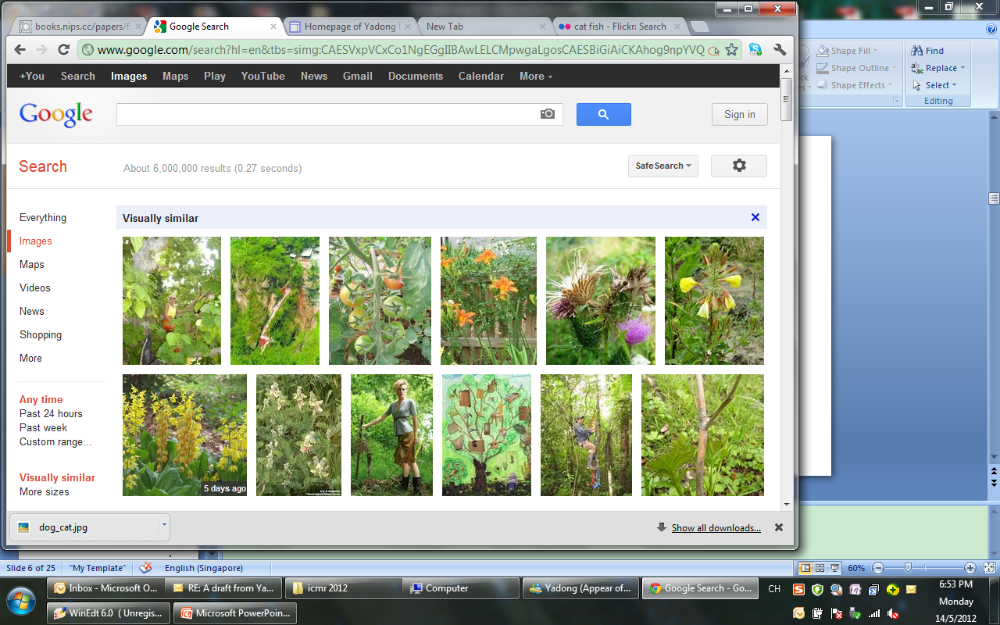 books.nips.cc/papers/fi
Google Search
Homepage of Yadong
New Tab
cat fish - Flickr: Search
www.google.com/search?hl=en&tbs=simg:CAESVxpVCxCo1NgEGgIIBAwLELCMpwgaLgosCAESBiGiAiCKAhog9npYVQ
+You Search Images Maps Play YouTube News Gmail Documents Calendar More
Google
Sign in
Search
About 6,000,000 results (0.27 seconds)
SafeSearch
Everything
Images
Maps
Videos
News
Shopping
More
Any time
Past 24 hours
Past week
Custom range...
Visually similar
More sizes
Visually similar
5 days ago
dog_cat.jpg
Show all downloads...
Shape Fill
Shape Outline
Shape Effects
Find
Replace
Select
Editing
Slide 6 of 25
"My Template"
English (Singapore)
60%
Inbox - Microsoft O...
RE: A draft from Ya...
icmr 2012
Computer
Yadong (Appear of...
Google Search - Go...
CH
WinEdt 6.0 ( Unregis...
Microsoft PowerPoin...
6:53 PM
Monday
14/5/2012